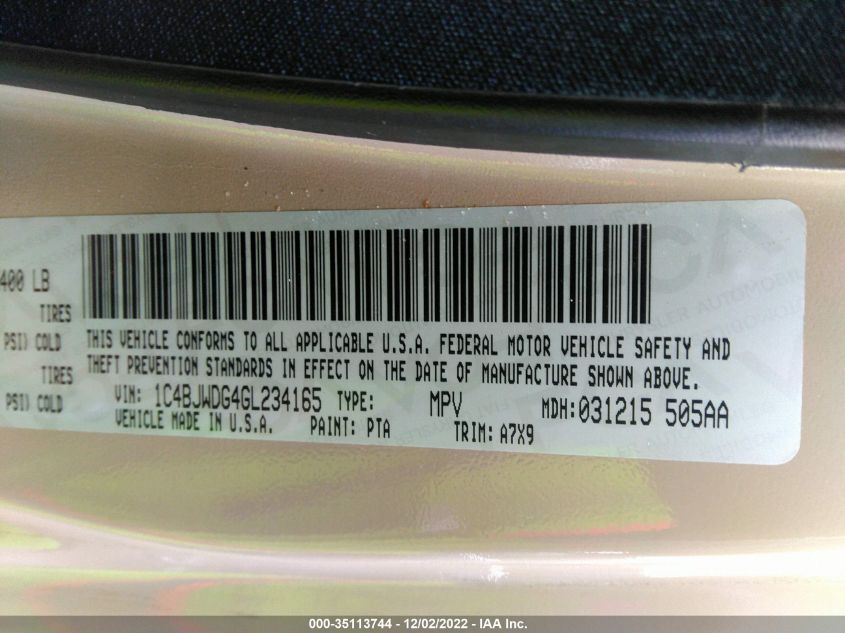 400 LB
TIRES
PSI) COLD
TIRES
PSI) COLD
THIS VEHICLE CONFORMS TO ALL APPLICABLE U.S.A. FEDERAL MOTOR VEHICLE SAFETY AND
THEFT PREVENTION STANDARDS IN EFFECT ON THE DATE OF MANUFACTURE SHOWN ABOVE.
VIN: 1C4BJWDG4GL234165 TYPE: MPV MDH:031215 505AA
VEHICLE MADE IN U.S.A. PAINT: PTA TRIM: A7X9
000-35113744 — 12/02/2022 - IAA Inc.